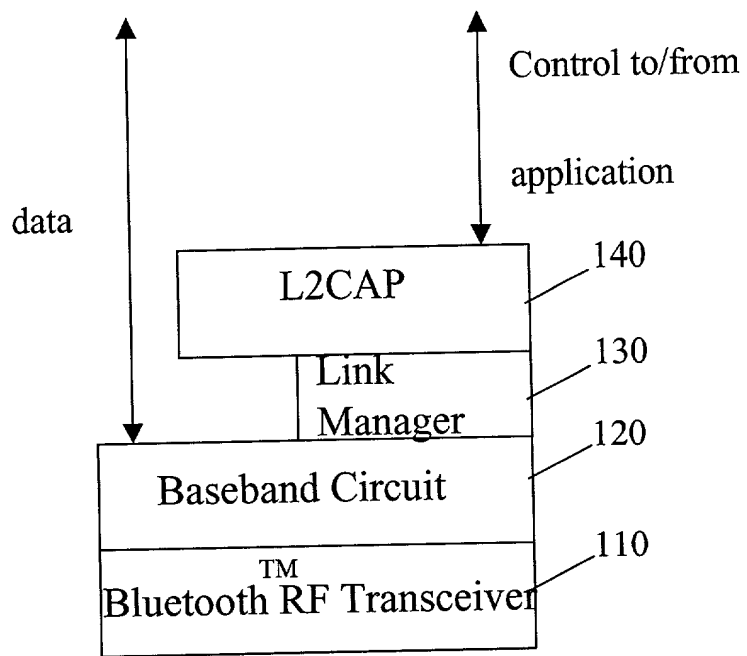 Control to/from
application
data
140
L2CAP
130
Link
Manager
120
Baseband Circuit
110
TM
Bluetooth RF Transceiver